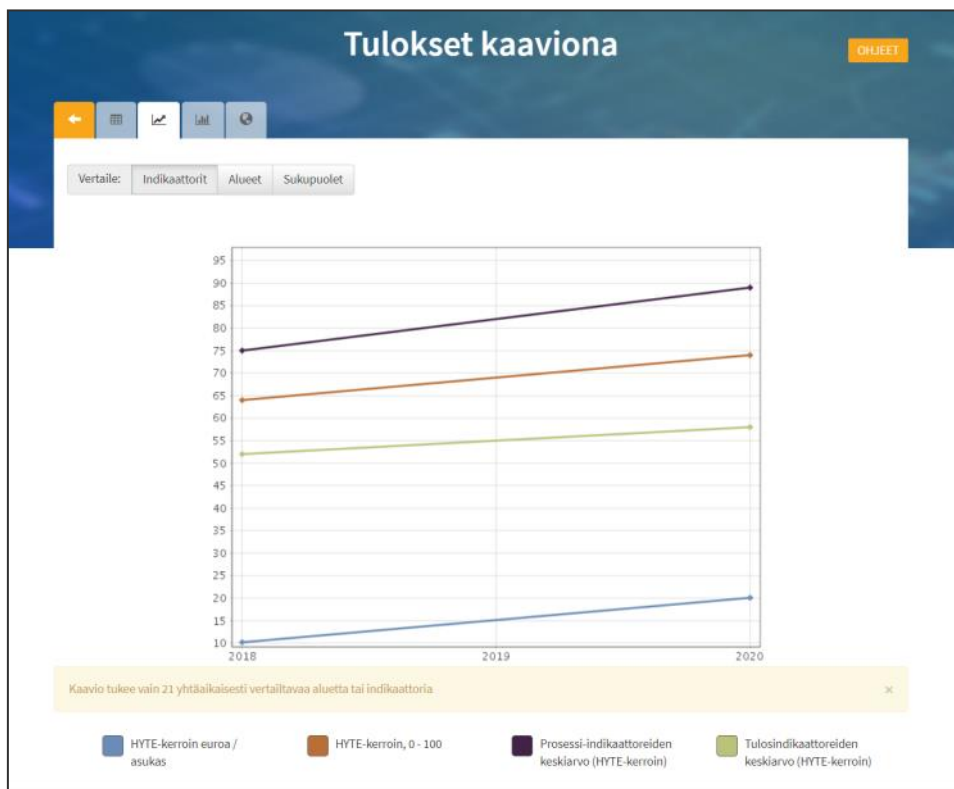 Tulokset kaaviona
OHJEET
Vertaile: Indikaattorit Alueet Sukupuolet
95
90
85
80
75
70
65
60
55
50
45
40
35
30
25
20
15
10
2018 2019 2020
Kaavio tukee vain 21 yhtäaikaisesti vertailtavaa aluetta tai indikaattoria
×
HYTE-kerroin euroa /
asukas
HYTE-kerroin, 0 - 100
Prosessi-indikaattoreiden
keskiarvo (HYTE-kerroin)
Tulosindikaattoreiden
keskiarvo (HYTE-kerroin)